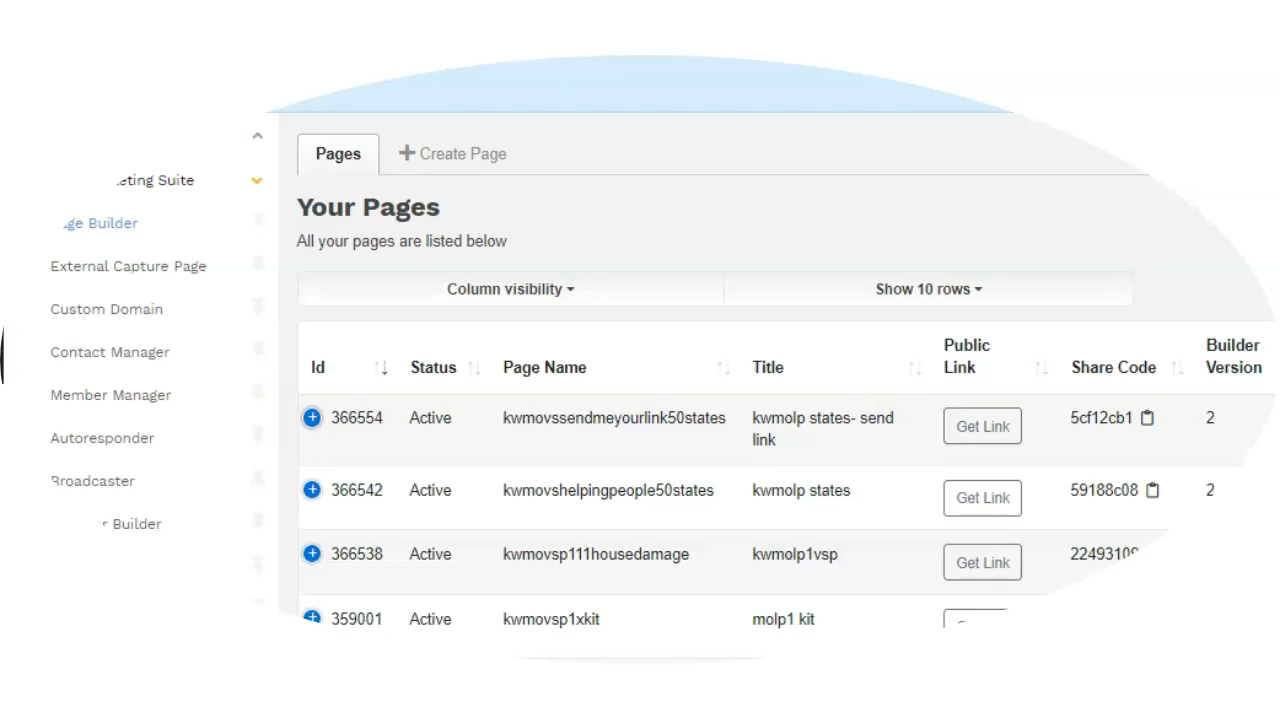 Pages
Create Page
eting Suite
ge Builder
External Capture Page
Custom Domain
Contact Manager
Member Manager
Autoresponder
Broadcaster
r Builder
Your Pages
All your pages are listed below
Column visibility
Show 10 rows
Id Status Page Name Title Public Link Share Code Builder Version
366554 Active kwmovssendmeyourlink50states kwmolp states- send link Get Link 5cf12cb1 2
366542 Active kwmovshelpingpeople50states kwmolp states Get Link 59188c08 2
366538 Active kwmovsp111housedamage kwmolp1vsp Get Link
359001 Active kwmovsp1xkit molp1 kit